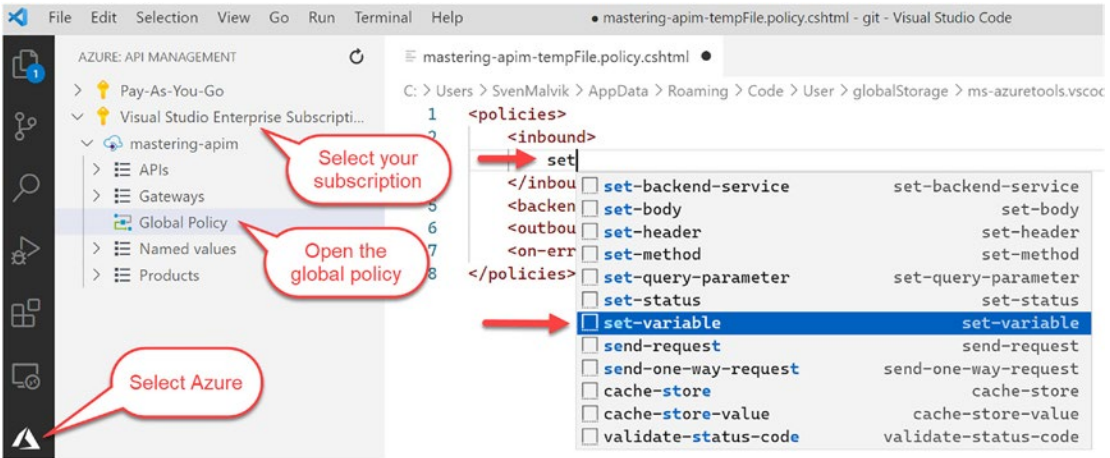 File Edit Selection View Go Run Terminal Help ● mastering-apim-tempFile.policy.cshtml - git - Visual Studio Code
AZURE: API MANAGEMENT
1
> Pay-As-You-Go
Visual Studio Enterprise Subscripti...
mastering-apim
> APIs
> Gateways
Global Policy
> Named values
> Products
Select your
subscription
Open the
global policy
Select Azure
mastering-apim-tempFile.policy.cshtml ●
C: > Users > SvenMalvik > AppData > Roaming > Code > User > globalStorage > ms-azuretools.vscoc
1 <policies>
2 <inbound>
set
</inbou
5 <backen
6 <outbou
7 <on-err
8 </policies>
set-backend-service set-backend-service
set-body set-body
set-header set-header
set-method set-method
set-query-parameter set-query-parameter
set-status set-status
set-variable set-variable
send-request send-request
send-one-way-request send-one-way-request
cache-store cache-store
cache-store-value cache-store-value
validate-status-code validate-status-code